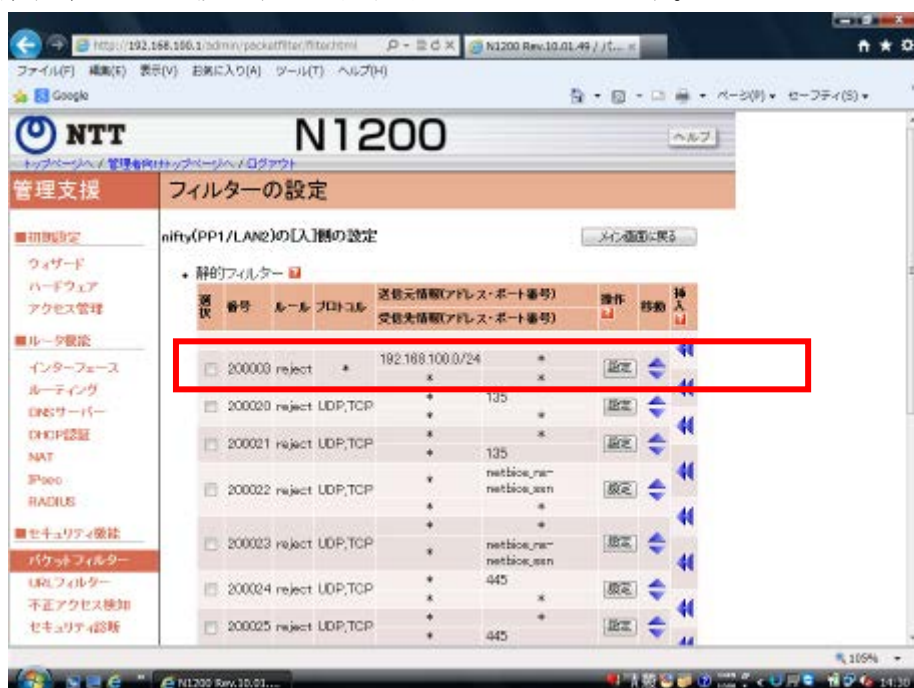 http://192.168.100.1/admin/packetfilter/filter.html
N1200 Rev.10.01.49 / パ...
ファイル(F) 編集(E) 表示(V) お気に入り(A) ツール(T) ヘルプ(H)
Google
ページ(P) セーフティ(S)
NTT N1200 ヘルプ
トップページへ / 管理者向けトップページへ / ログアウト
管理支援 フィルターの設定
■初期設定
ウィザード
ハードウェア
アクセス管理
■ルータ機能
インターフェース
ルーティング
DNSサーバー
DHCP認証
NAT
IPsec
RADIUS
■セキュリティ機能
パケットフィルター
URLフィルター
不正アクセス検知
セキュリティ診断
nifty(PP1/LAN2)の[入]側の設定 メイン画面に戻る
• 静的フィルター ?
選択 番号 ルール プロトコル 送信元情報(アドレス・ポート番号) 操作 ? 移動 挿入 ?
受信先情報(アドレス・ポート番号)
200003 reject * 192.168.100.0/24 * 設定
* *
200020 reject UDP,TCP * 135 設定
* *
200021 reject UDP,TCP * * 設定
* 135
200022 reject UDP,TCP * netbios_ns-netbios_ssn 設定
* *
200023 reject UDP,TCP * * 設定
* netbios_ns-netbios_ssn
200024 reject UDP,TCP * 445 設定
* *
200025 reject UDP,TCP * * 設定
* 445
105%
N1200 Rev.10.01....
14:30